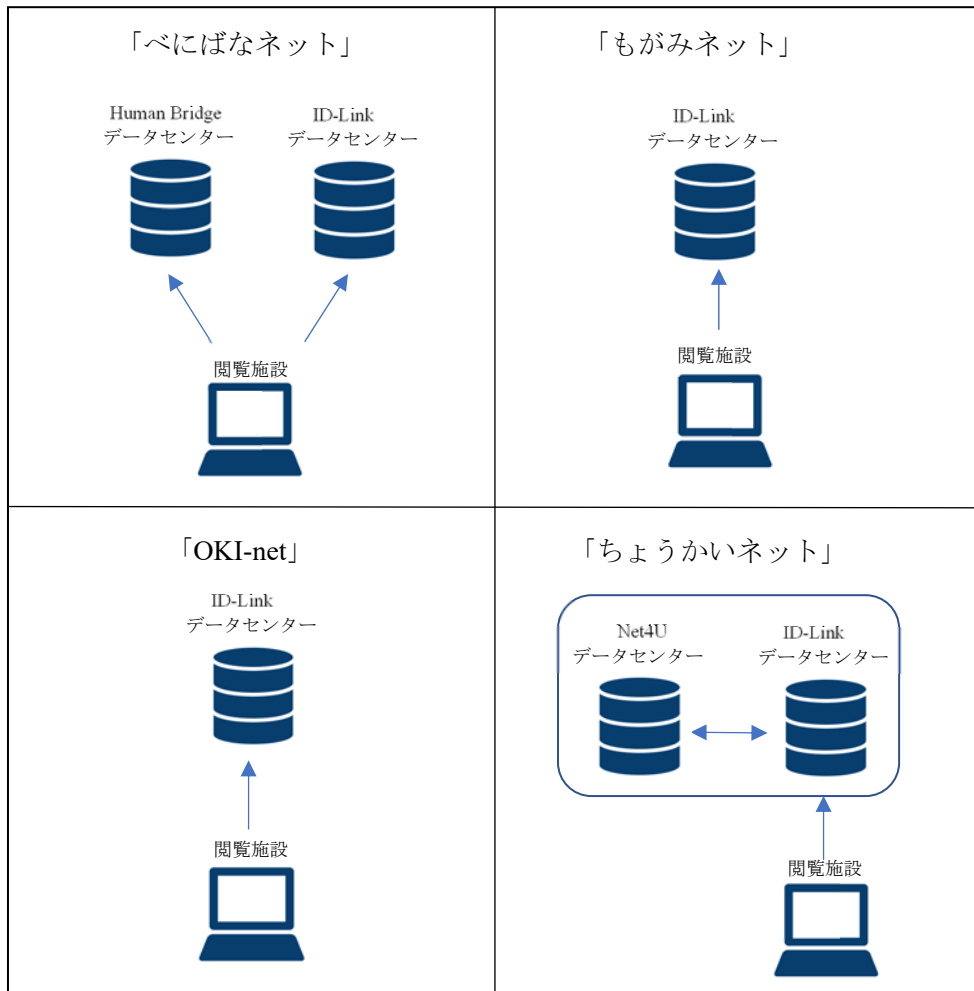 「べにばなネット」
Human Bridge
データセンター
ID-Link
データセンター
閲覧施設
「もがみネット」
ID-Link
データセンター
閲覧施設
「OKI-net」
ID-Link
データセンター
閲覧施設
「ちょうかいネット」
Net4U
データセンター
ID-Link
データセンター
閲覧施設